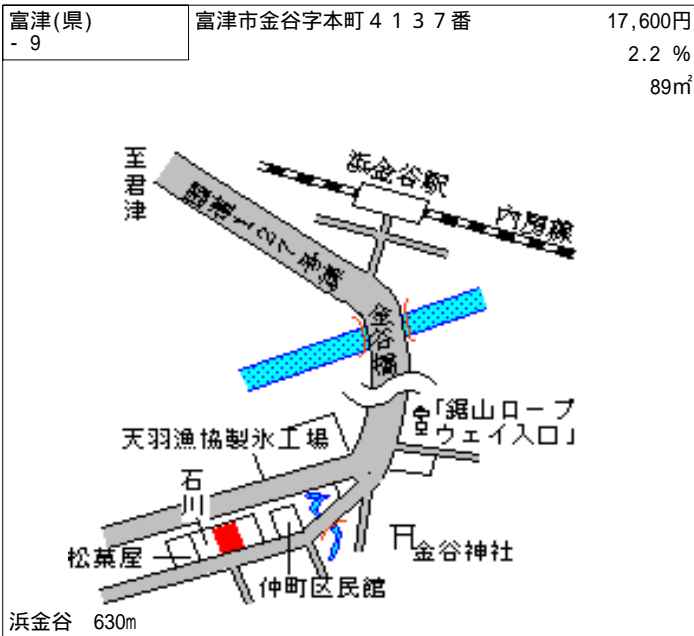 富津(県)
- 9
富津市金谷字本町4137番
17,600円
2.2 %
89㎡
至君津
国道127号線
浜金谷駅
内房線
金谷橋
「鋸山ロープ
ウェイ入口」
天羽漁協製氷工場
石川
松菓屋
仲町区民館
金谷神社
浜金谷 630m